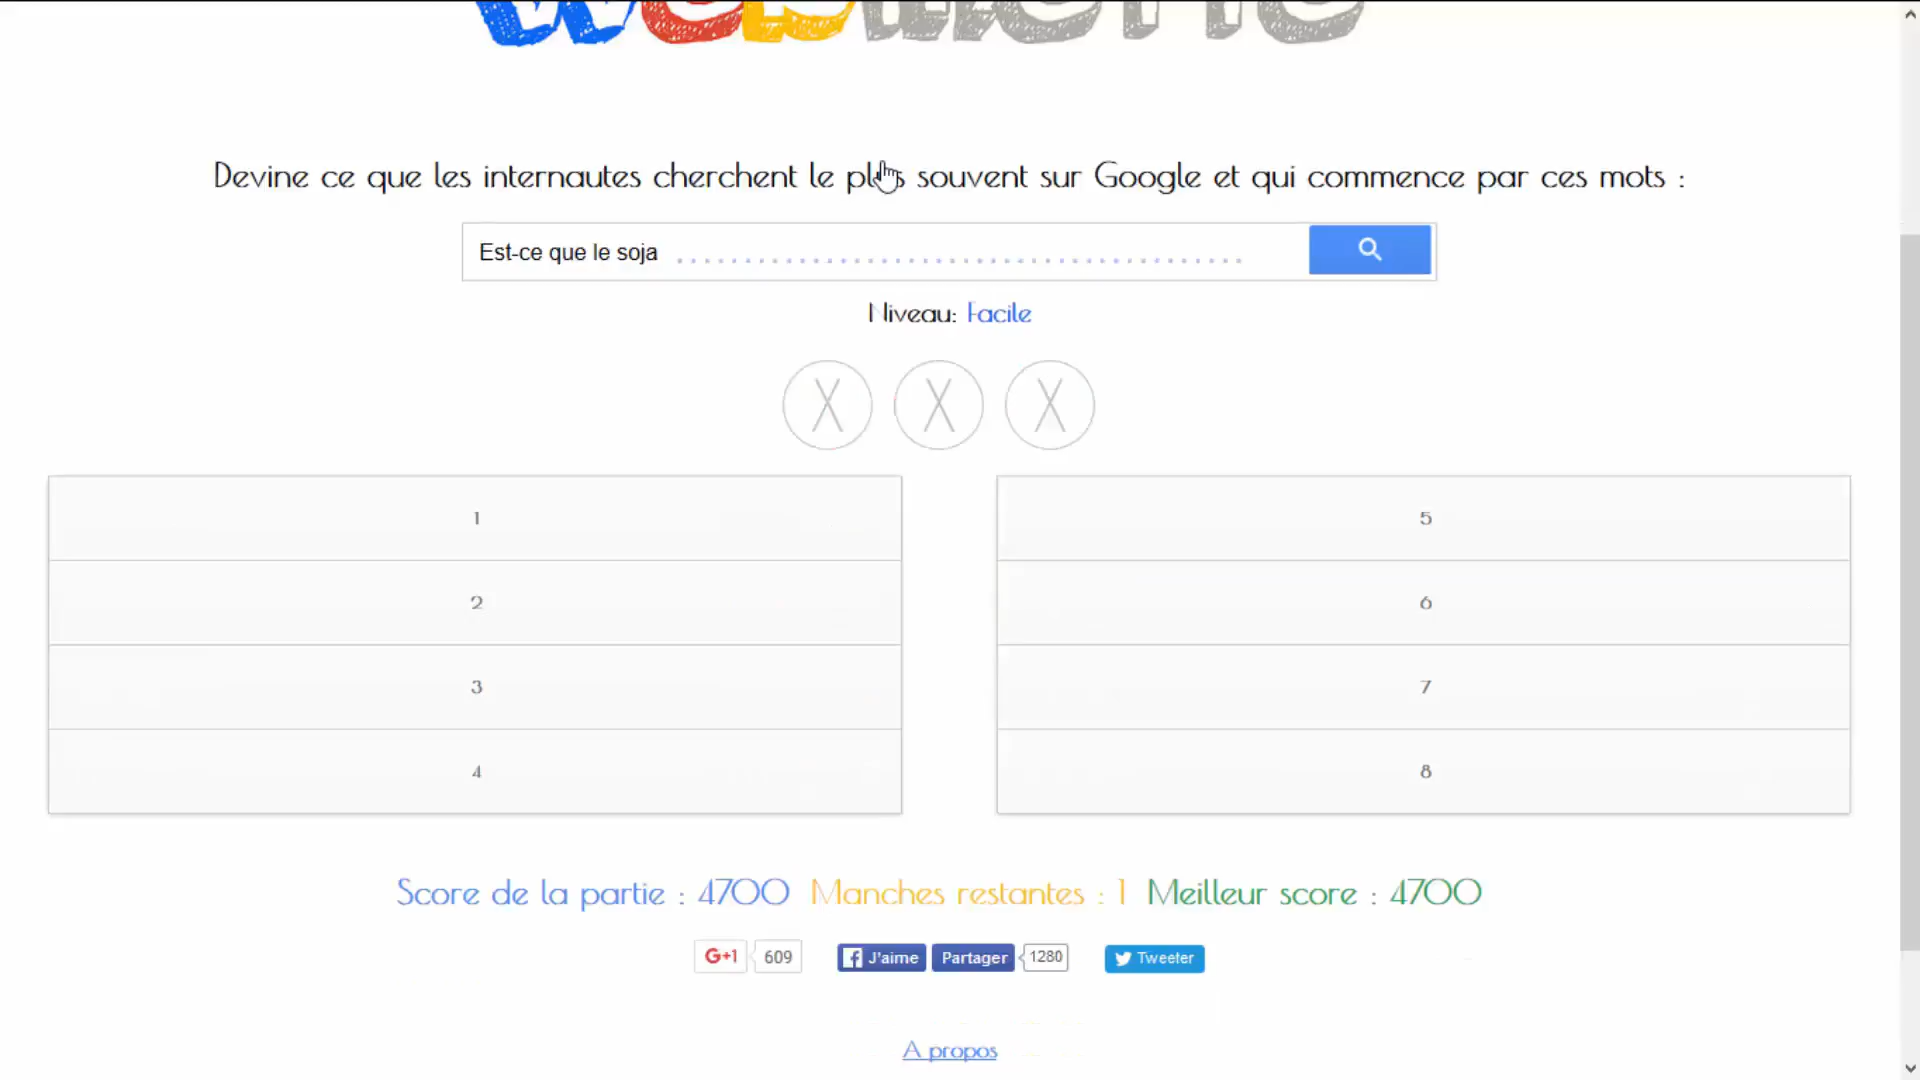 Devine ce que les internautes cherchent le plus souvent sur Google et qui commence par ces mots :
Est-ce que le soja
Niveau: Facile
X X X
1
2
3
4
5
6
7
8
Score de la partie : 4700 Manches restantes : 1 Meilleur score : 4700
G+1 609 J'aime Partager 1280 Tweeter
A propos